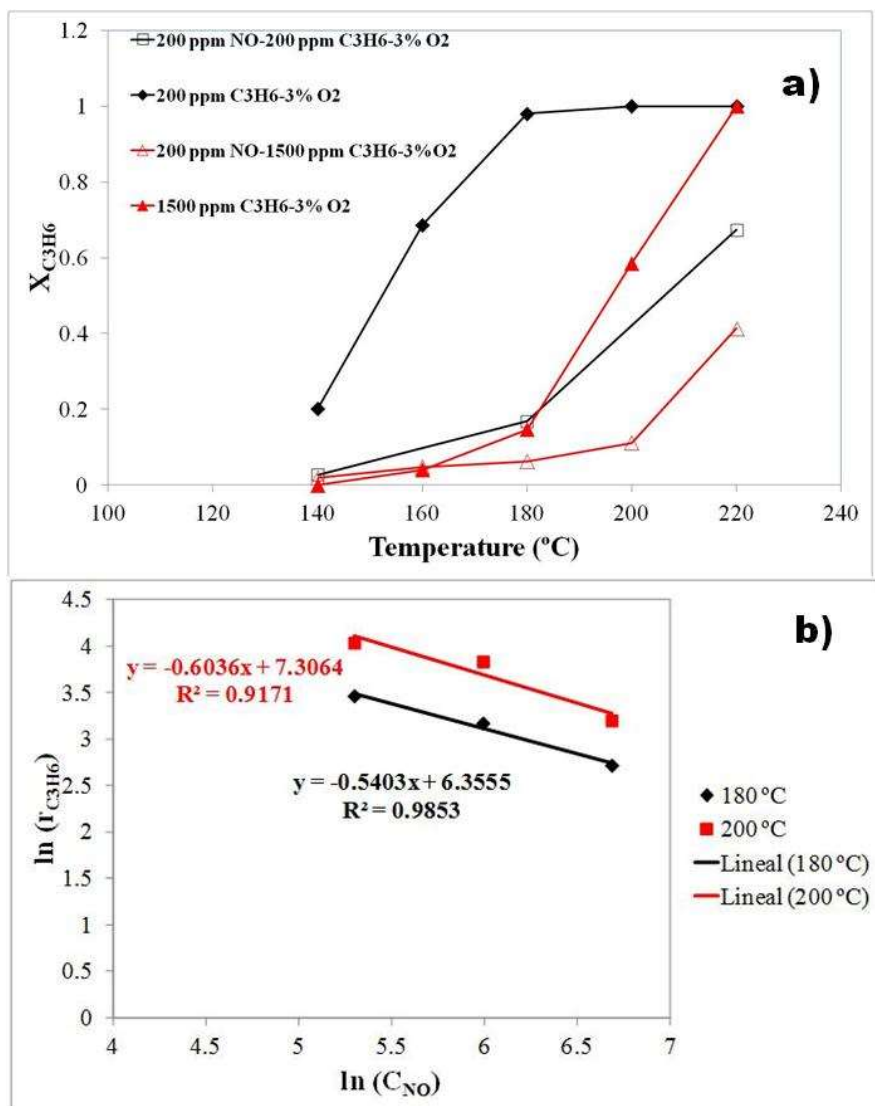 a)
1.2
1
0.8
0.6
0.4
0.2
0
X_C3H6
200 ppm NO-200 ppm C3H6-3% O2
200 ppm C3H6-3% O2
200 ppm NO-1500 ppm C3H6-3%O2
1500 ppm C3H6-3% O2
100 120 140 160 180 200 220 240
Temperature (ºC)
b)
4.5
4
3.5
3
2.5
2
1.5
1
0.5
0
ln (r_C3H6)
y = -0.6036x + 7.3064
R² = 0.9171
y = -0.5403x + 6.3555
R² = 0.9853
180 ºC
200 ºC
Lineal (180 ºC)
Lineal (200 ºC)
4 4.5 5 5.5 6 6.5 7
ln (C_NO)